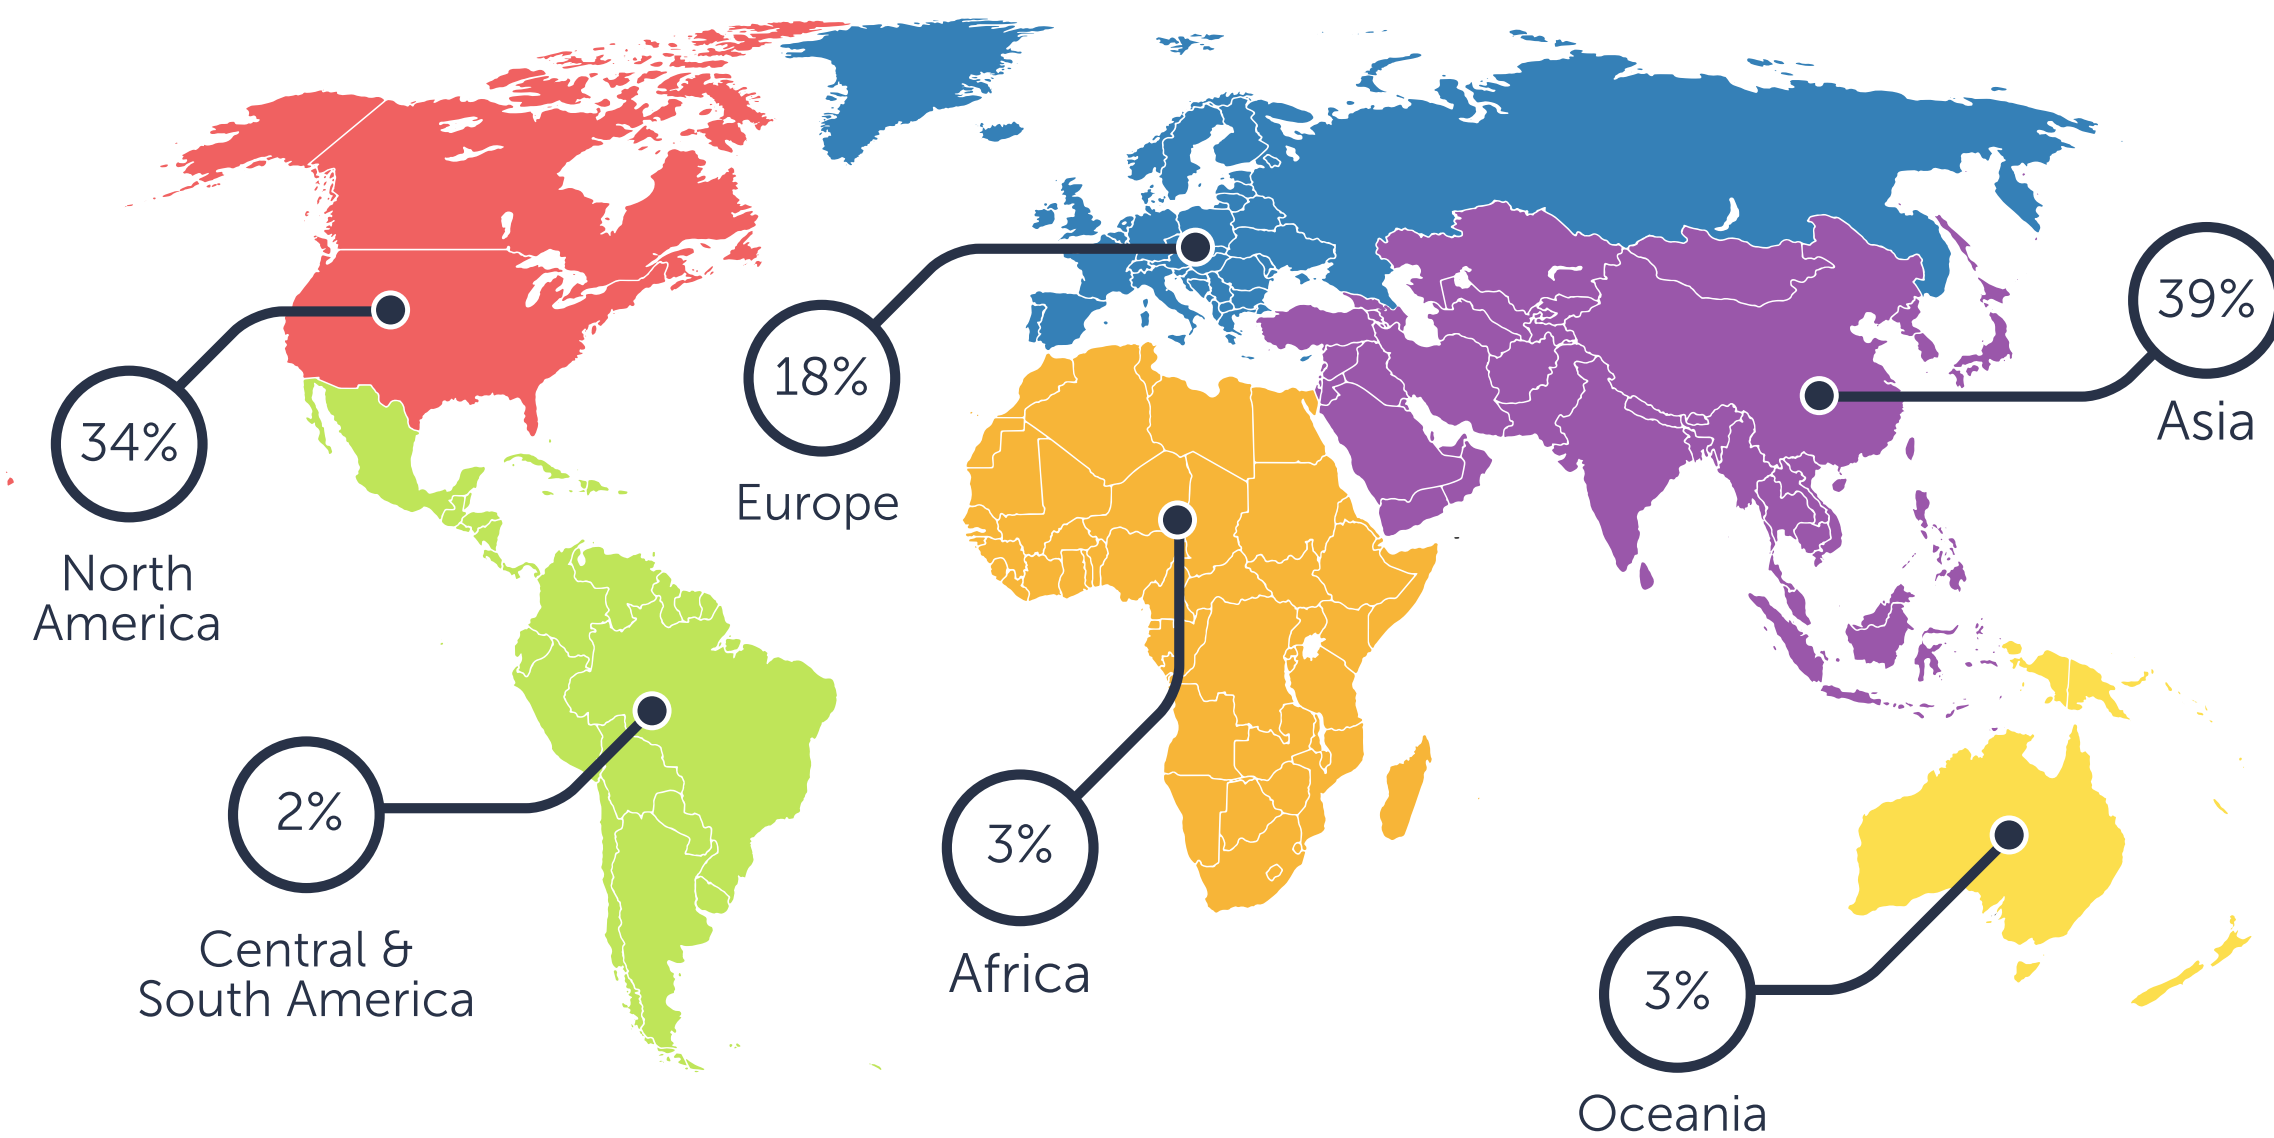 34%
North
America
18%
Europe
39%
Asia
2%
Central &
South America
3%
Africa
3%
Oceania